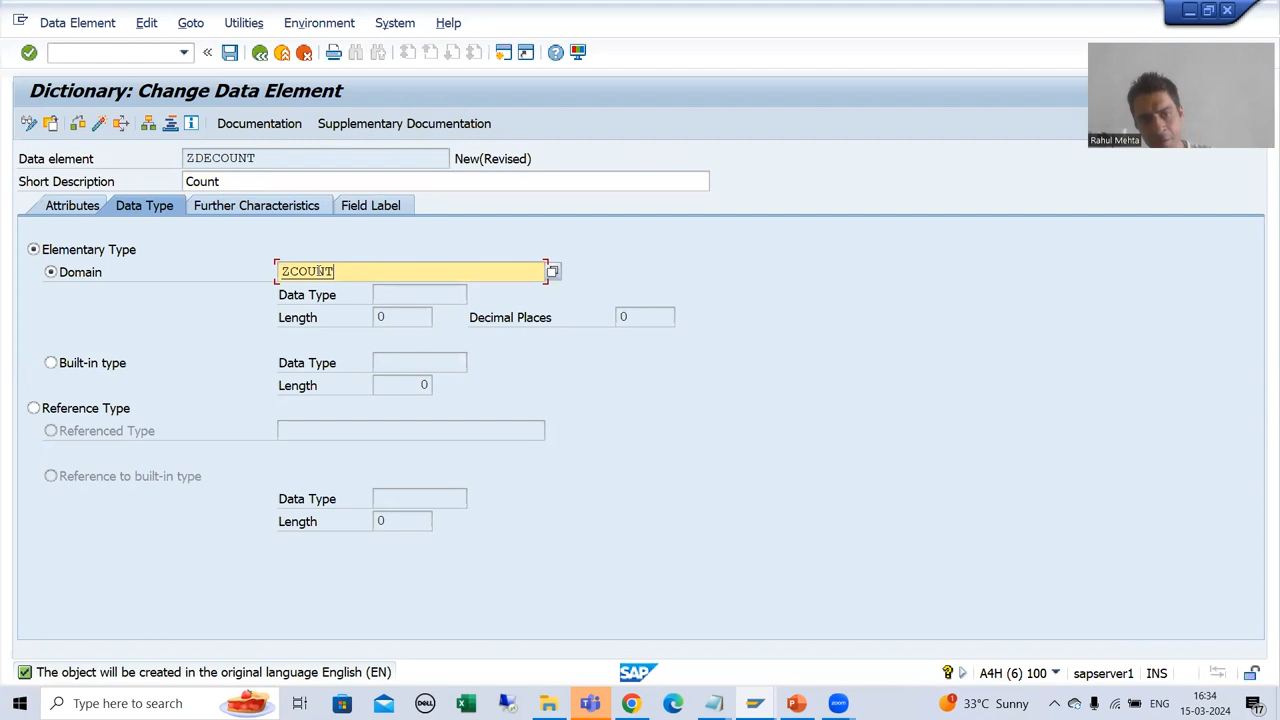 Data Element Edit Goto Utilities Environment System Help
Dictionary: Change Data Element
Documentation Supplementary Documentation
Rahul Mehta
Data element ZDECOUNT New(Revised)
Short Description Count
Attributes Data Type Further Characteristics Field Label
Elementary Type
Domain ZCOUNT
Data Type
Length 0 Decimal Places 0
Built-in type Data Type
Length 0
Reference Type
Referenced Type
Reference to built-in type
Data Type
Length 0
The object will be created in the original language English (EN) SAP A4H (6) 100 sapserver1 INS
Type here to search DELL zoom 33°C Sunny ENG 16:34
15-03-2024 17